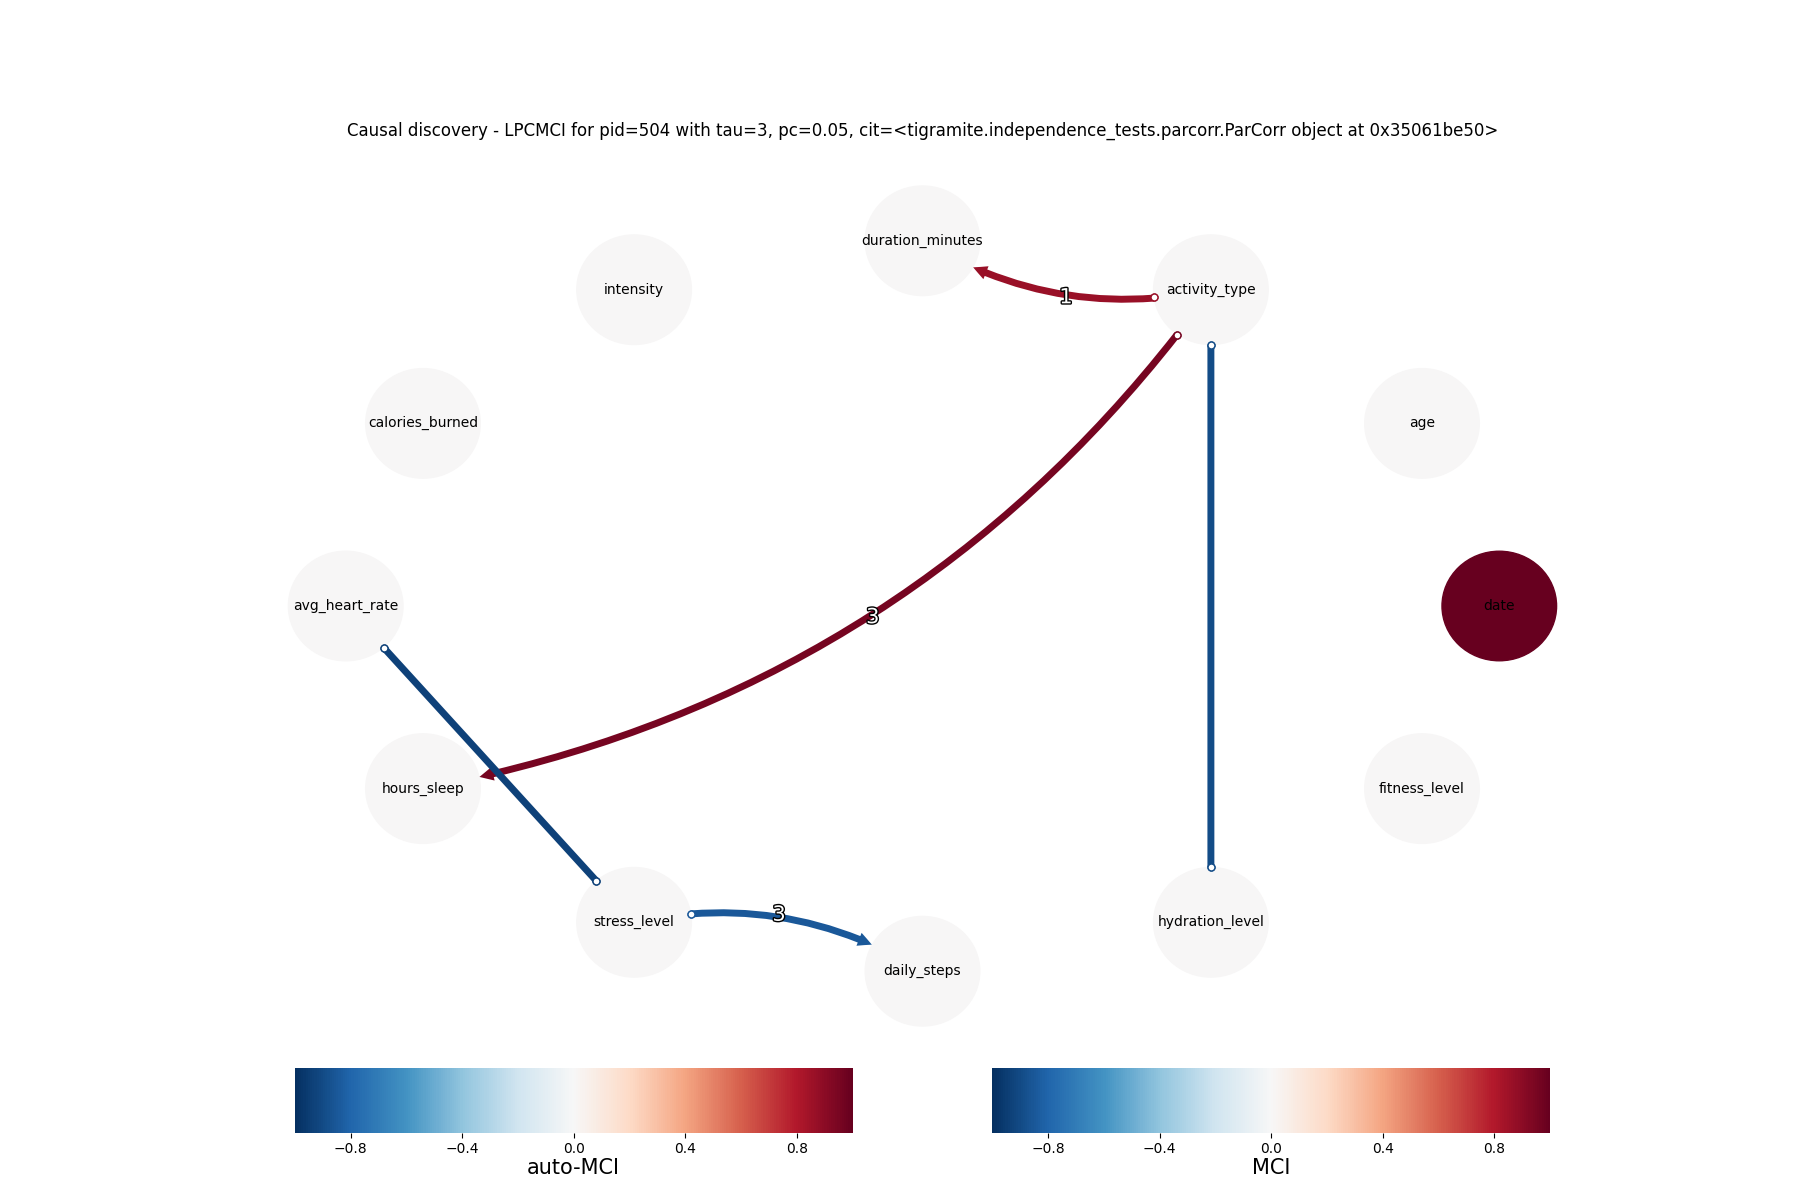 Causal discovery - LPCMCI for pid=504 with tau=3, pc=0.05, cit=<tigramite.independence_tests.parcorr.ParCorr object at 0x35061be50>
duration_minutes
intensity
activity_type
1
calories_burned
age
avg_heart_rate
3
date
hours_sleep
fitness_level
stress_level
3
hydration_level
daily_steps
−0.8 −0.4 0.0 0.4 0.8
auto-MCI
−0.8 −0.4 0.0 0.4 0.8
MCI